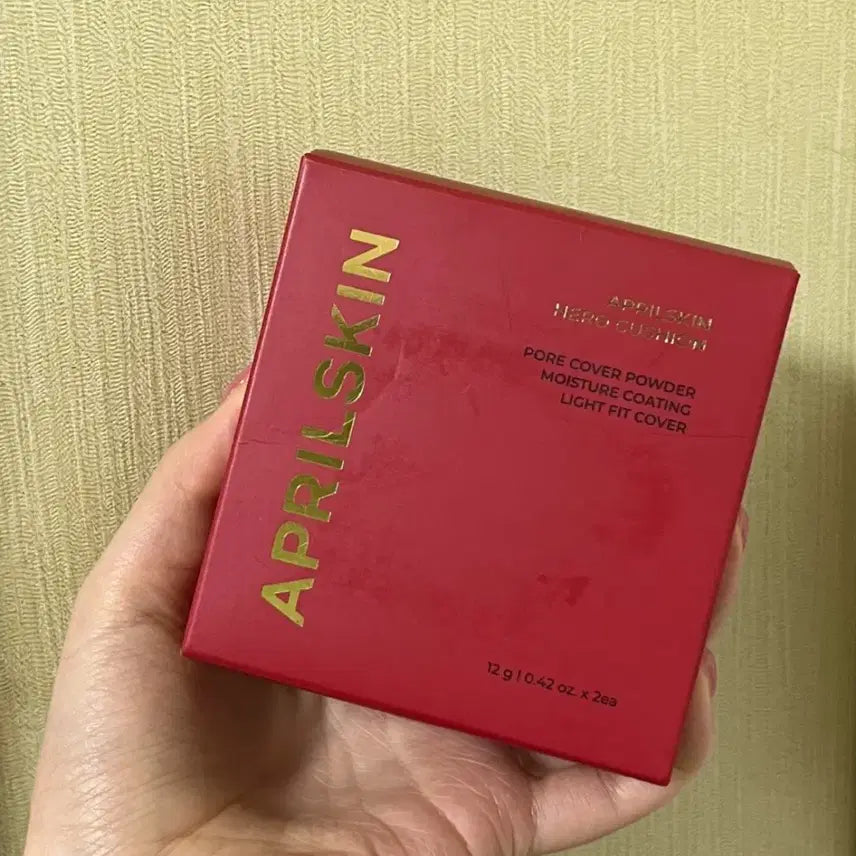 APRILSKIN
APRILSKIN
HERO CUSHION
PORE COVER POWDER
MOISTURE COATING
LIGHT FIT COVER
12 g l 0.42 oz. x 2ea